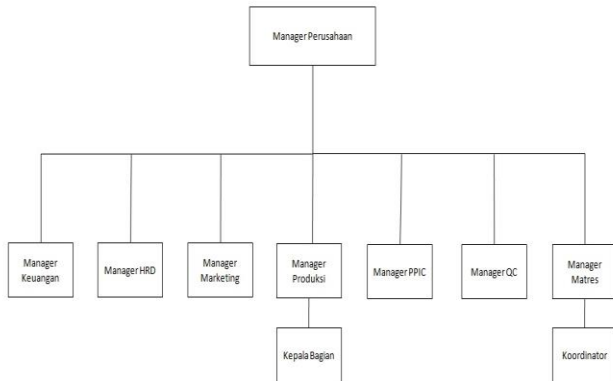 Manager Perusahaan
Manager
Keuangan
Manager HRD
Manager
Marketing
Manager
Produksi
Manager PPIC
Manager QC
Manager
Matres
Kepala Bagian
Koordinator